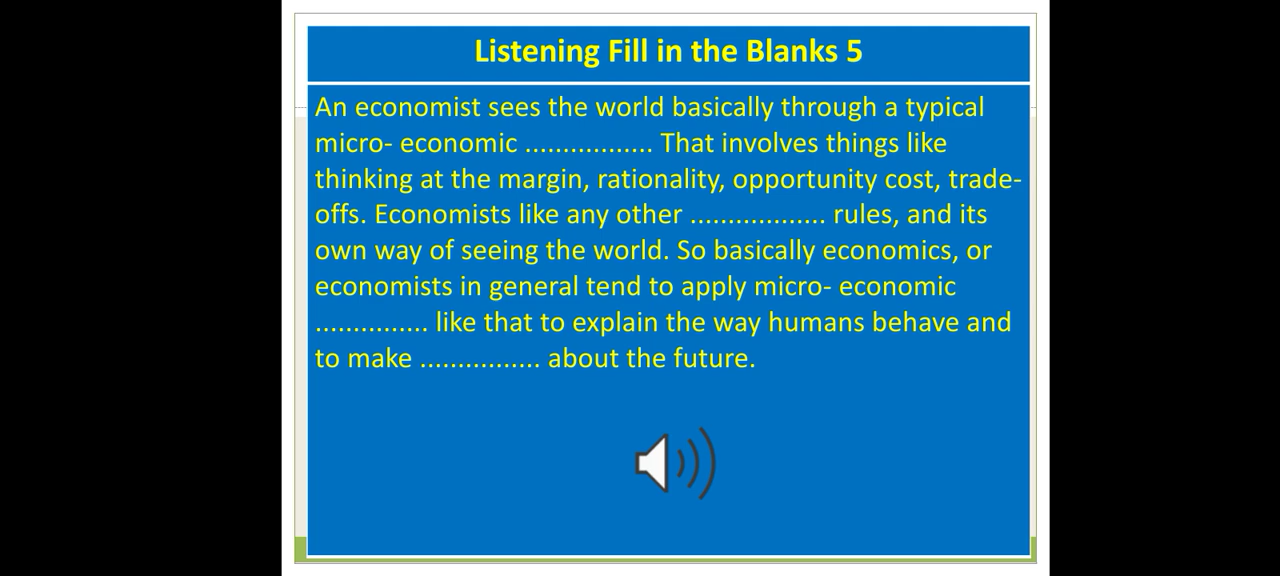 Listening Fill in the Blanks 5
An economist sees the world basically through a typical
micro- economic ................. That involves things like
thinking at the margin, rationality, opportunity cost, trade-
offs. Economists like any other .................. rules, and its
own way of seeing the world. So basically economics, or
economists in general tend to apply micro- economic
............... like that to explain the way humans behave and
to make ................ about the future.